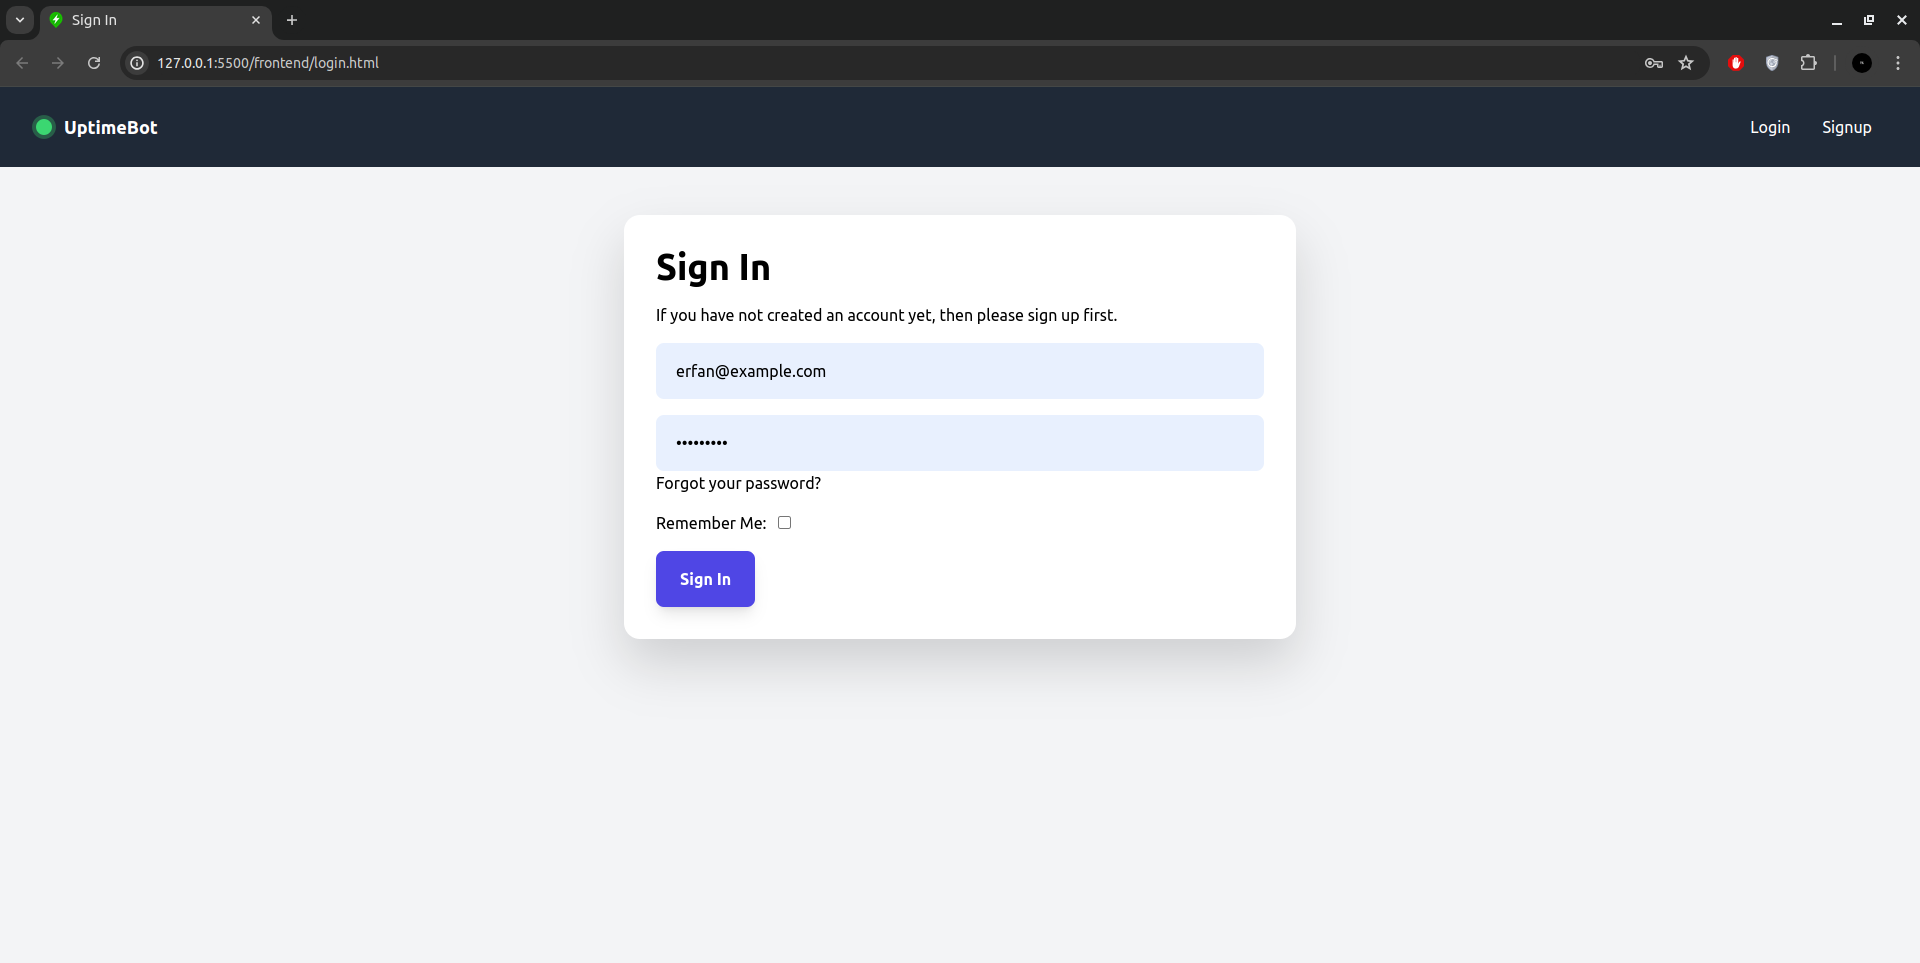 Sign In
127.0.0.1:5500/frontend/login.html
UptimeBot
Login Signup
Sign In
If you have not created an account yet, then please sign up first.
erfan@example.com
•••••••••
Forgot your password?
Remember Me:
Sign In